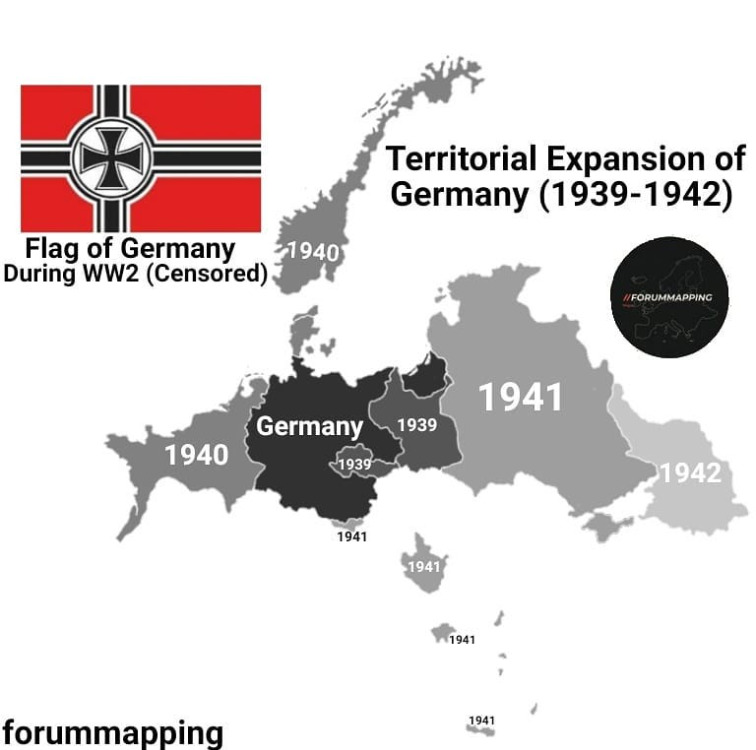 Territorial Expansion of
Germany (1939-1942)
Flag of Germany
During WW2 (Censored)
1940
//FORUMMAPPING
1941
Germany
1939
1940
1939
1942
1941
1941
1941
1941
forummapping